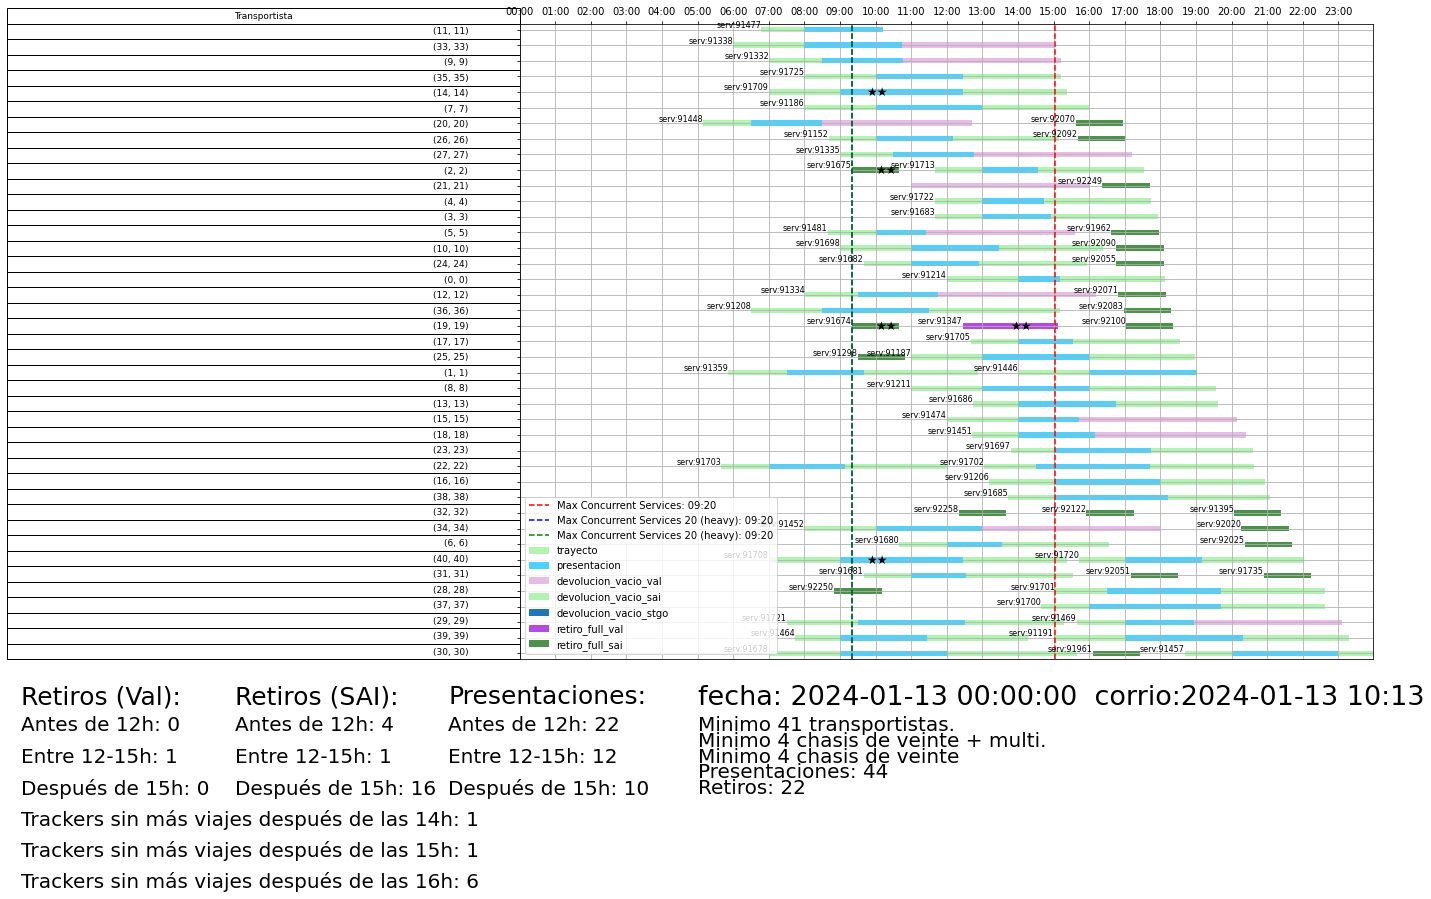 Transportista
00:00 01:00 02:00 03:00 04:00 05:00 06:00 07:00 08:00 09:00 10:00 11:00 12:00 13:00 14:00 15:00 16:00 17:00 18:00 19:00 20:00 21:00 22:00 23:00
(11, 11) serv:91477
(33, 33) serv:91338
(9, 9) serv:91332
(35, 35) serv:91725
(14, 14) serv:91709
(7, 7) serv:91186
(20, 20) serv:91448 serv:92070
(26, 26) serv:91152 serv:92092
(27, 27) serv:91335
(2, 2) serv:91675 serv:91713
(21, 21) serv:92249
(4, 4) serv:91722
(3, 3) serv:91683
(5, 5) serv:91481 serv:91962
(10, 10) serv:91698 serv:92090
(24, 24) serv:91682 serv:92055
(0, 0) serv:91214
(12, 12) serv:91334 serv:92071
(36, 36) serv:91208 serv:92083
(19, 19) serv:91674 serv:91347 serv:92100
(17, 17) serv:91705
(25, 25) serv:91187
(1, 1) serv:91359 serv:91446
(8, 8) serv:91211
(13, 13) serv:91686
(15, 15) serv:91474
(18, 18) serv:91451
(23, 23) serv:91697
(22, 22) serv:91703 serv:91702
(16, 16) serv:91206
(38, 38) serv:91685
(32, 32) serv:92258 serv:92122 serv:91395
(34, 34) serv:91452 serv:92020
(6, 6) serv:91680 serv:92025
(40, 40) serv:91708 serv:91720
(31, 31) serv:91681 serv:92051 serv:91735
(28, 28) serv:92250 serv:91701
(37, 37) serv:91700
(29, 29) serv:91721 serv:91469
(39, 39) serv:91464 serv:91191
(30, 30) serv:91678 serv:91961 serv:91457
Max Concurrent Services: 09:20
Max Concurrent Services 20 (heavy): 09:20
Max Concurrent Services 20 (heavy): 09:20
trayecto
presentacion
devolucion_vacio_val
devolucion_vacio_sai
devolucion_vacio_stgo
retiro_full_val
retiro_full_sai
Retiros (Val):
Antes de 12h: 0
Entre 12-15h: 1
Después de 15h: 0
Retiros (SAI):
Antes de 12h: 4
Entre 12-15h: 1
Después de 15h: 16
Presentaciones:
Antes de 12h: 22
Entre 12-15h: 12
Después de 15h: 10
fecha: 2024-01-13 00:00:00 corrio:2024-01-13 10:13
Minimo 41 transportistas.
Minimo 4 chasis de veinte + multi.
Minimo 4 chasis de veinte
Presentaciones: 44
Retiros: 22
Trackers sin más viajes después de las 14h: 1
Trackers sin más viajes después de las 15h: 1
Trackers sin más viajes después de las 16h: 6